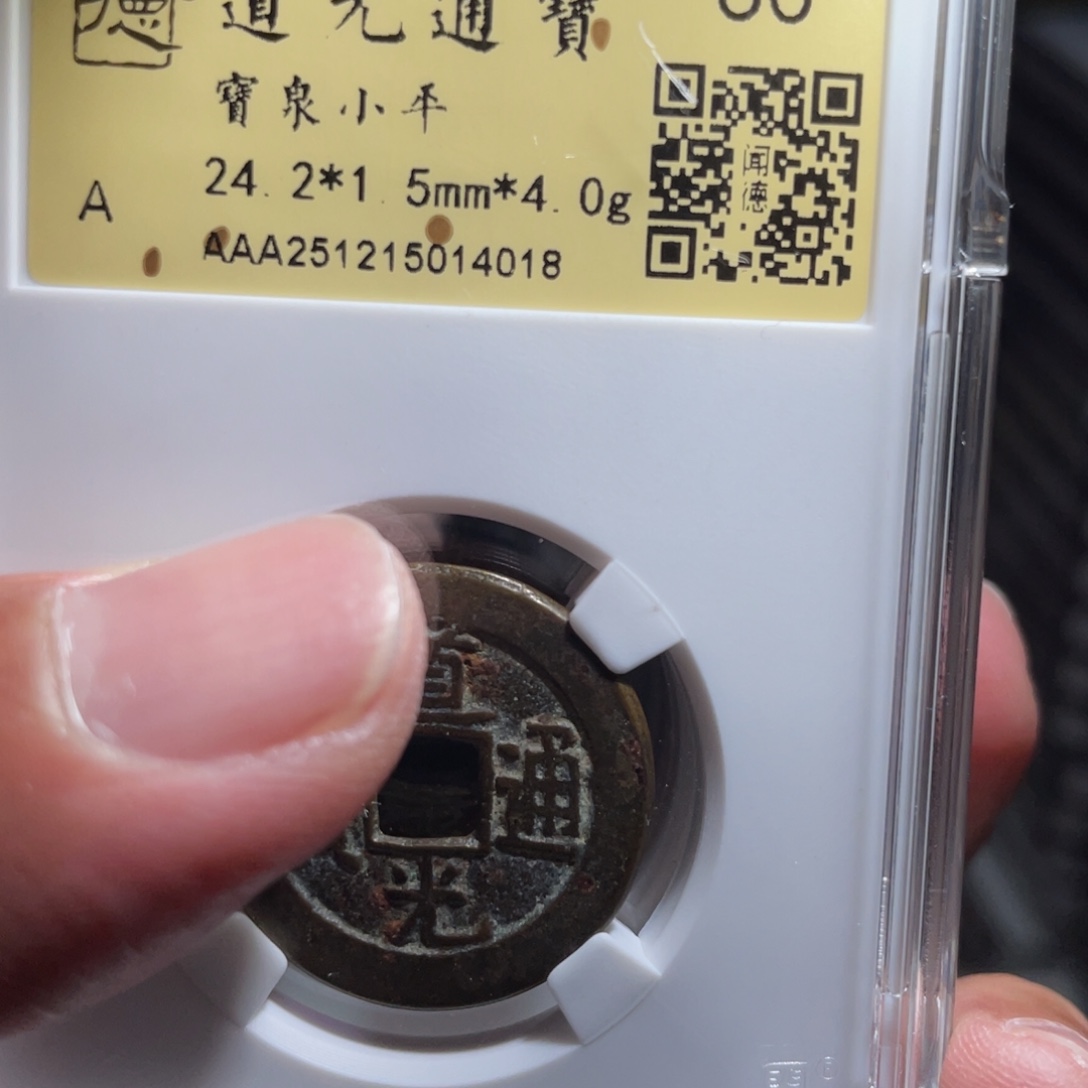 德
道光通寶
寶泉小平
24.2*1.5mm*4.0g
A
AAA251215014018
闻德
道
通
光